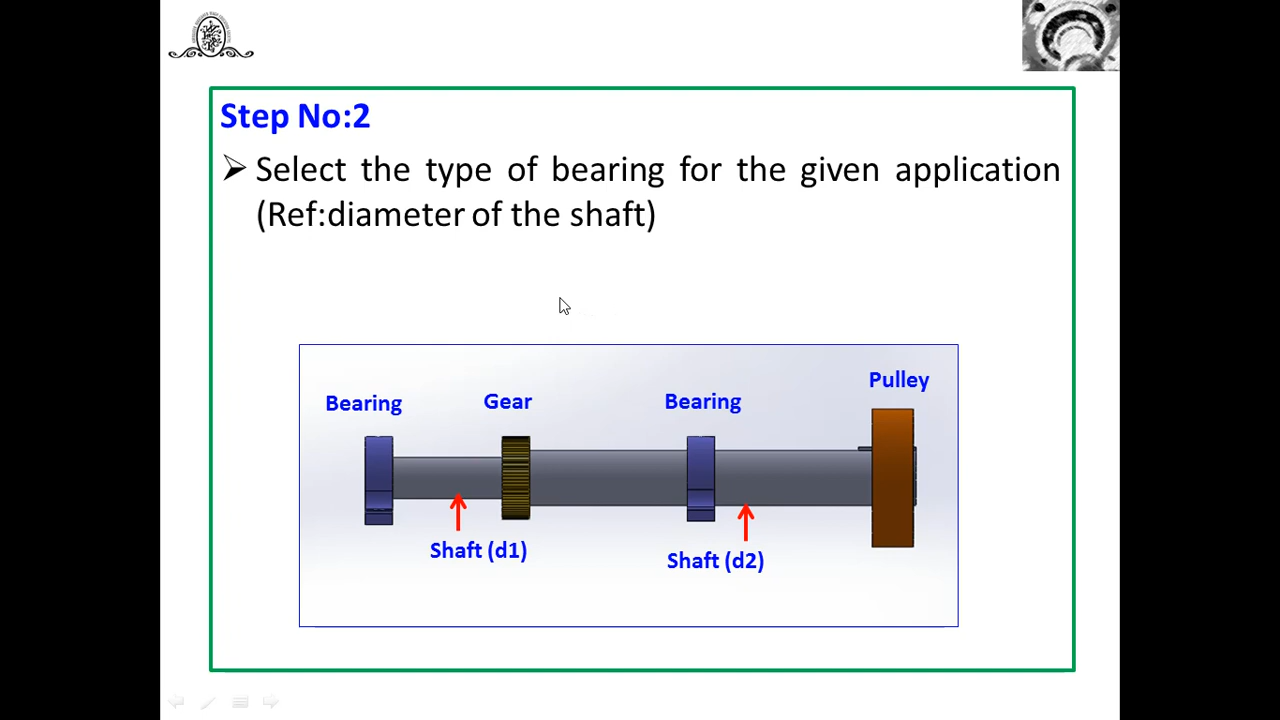 Step No:2
Select the type of bearing for the given application
(Ref:diameter of the shaft)
Pulley
Bearing Gear Bearing
Shaft (d1)
Shaft (d2)